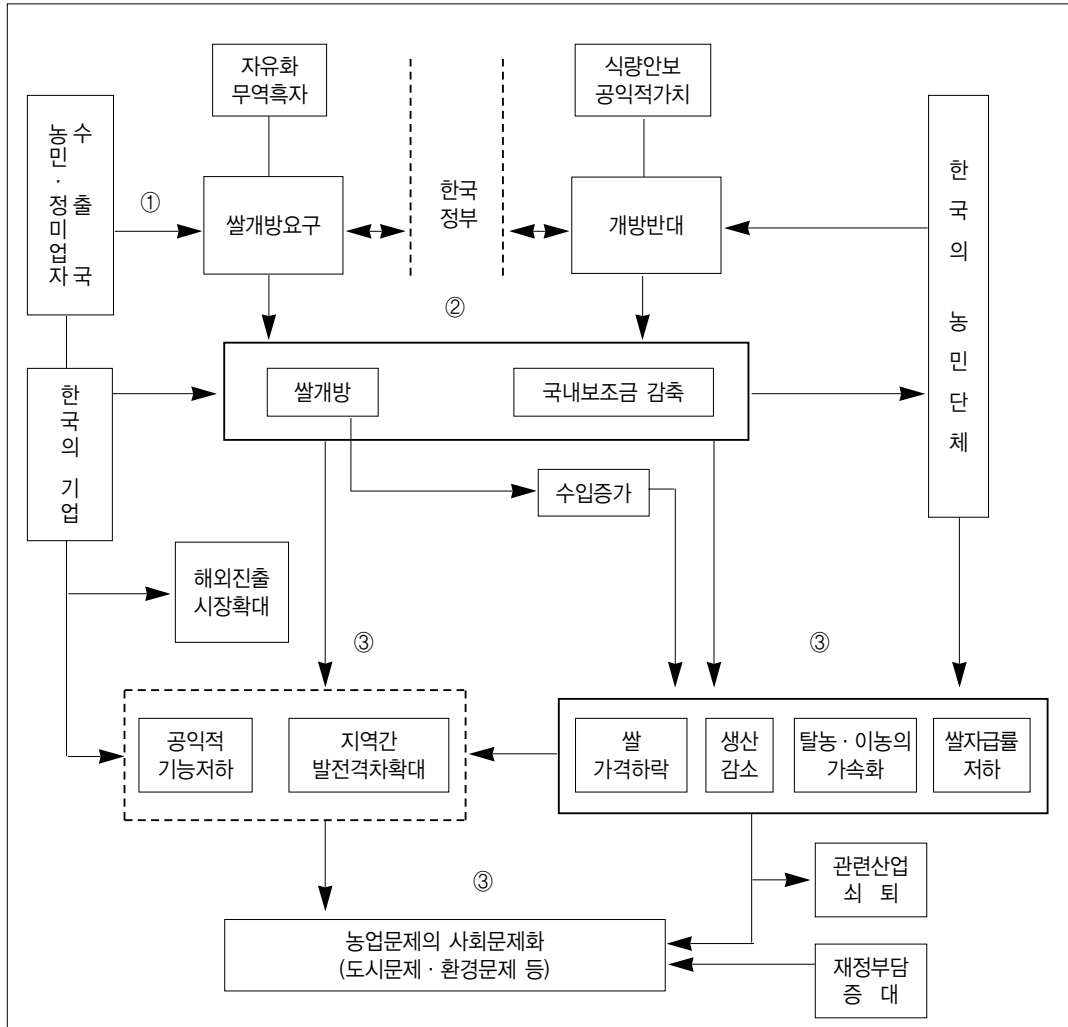 자유화
무역흑자
식량안보
공익적가치
수출국
농민·정미업자
①
쌀개방요구
한국
정부
개방반대
한국의 농민단체
②
쌀개방
국내보조금 감축
한국의 기업
수입증가
해외진출
시장확대
③
③
공익적
기능저하
지역간
발전격차확대
쌀
가격하락
생산
감소
탈농·이농의
가속화
쌀자급률
저하
③
관련산업
쇠 퇴
농업문제의 사회문제화
(도시문제·환경문제 등)
재정부담
증 대